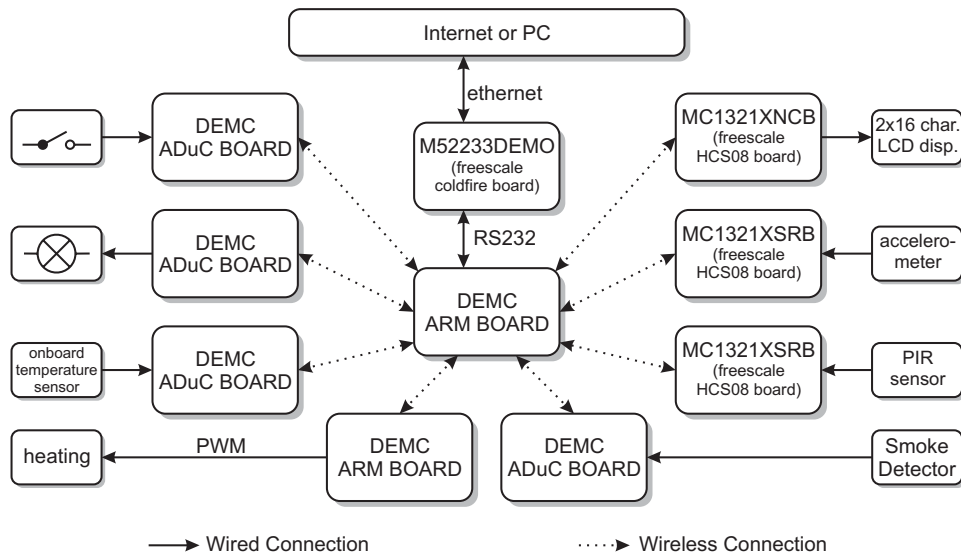 Internet or PC
ethernet
DEMC
ADuC BOARD
M52233DEMO
(freescale
coldfire board)
MC1321XNCB
(freescale
HCS08 board)
2x16 char.
LCD disp.
RS232
DEMC
ADuC BOARD
MC1321XSRB
(freescale
HCS08 board)
accelero-
meter
DEMC
ARM BOARD
onboard
temperature
sensor
DEMC
ADuC BOARD
MC1321XSRB
(freescale
HCS08 board)
PIR
sensor
heating
PWM
DEMC
ARM BOARD
DEMC
ADuC BOARD
Smoke
Detector
Wired Connection
Wireless Connection